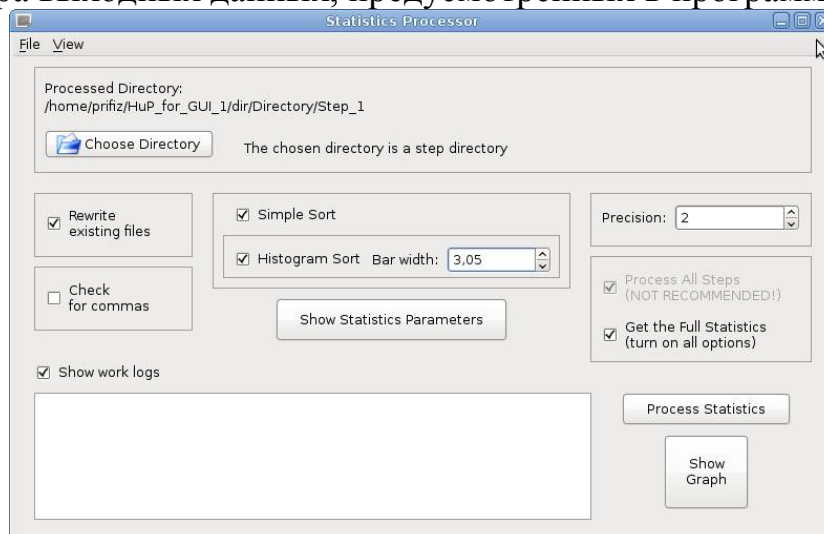 выходных данных, предусмотренных в
Statistics Processor
File View
Processed Directory:
/home/prifiz/HuP_for_GUI_1/dir/Directory/Step_1
Choose Directory
The chosen directory is a step directory
Rewrite
existing files
Simple Sort
Precision: 2
Histogram Sort Bar width: 3,05
Check
for commas
Process All Steps
(NOT RECOMMENDED!)
Show Statistics Parameters
Get the Full Statistics
(turn on all options)
Show work logs
Process Statistics
Show
Graph